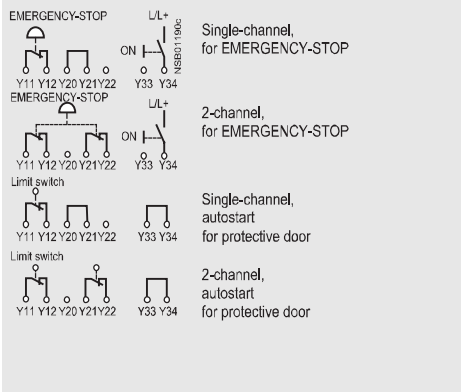 EMERGENCY-STOP L/L+
Single-channel,
for EMERGENCY-STOP
ON
NSB01190c
Y11 Y12 Y20 Y21 Y22 Y33 Y34
EMERGENCY-STOP L/L+
2-channel,
for EMERGENCY-STOP
ON
Y11 Y12 Y20 Y21 Y22 Y33 Y34
Limit switch
Single-channel,
autostart
for protective door
Y11 Y12 Y20 Y21 Y22 Y33 Y34
Limit switch
2-channel,
autostart
for protective door
Y11 Y12 Y20 Y21 Y22 Y33 Y34